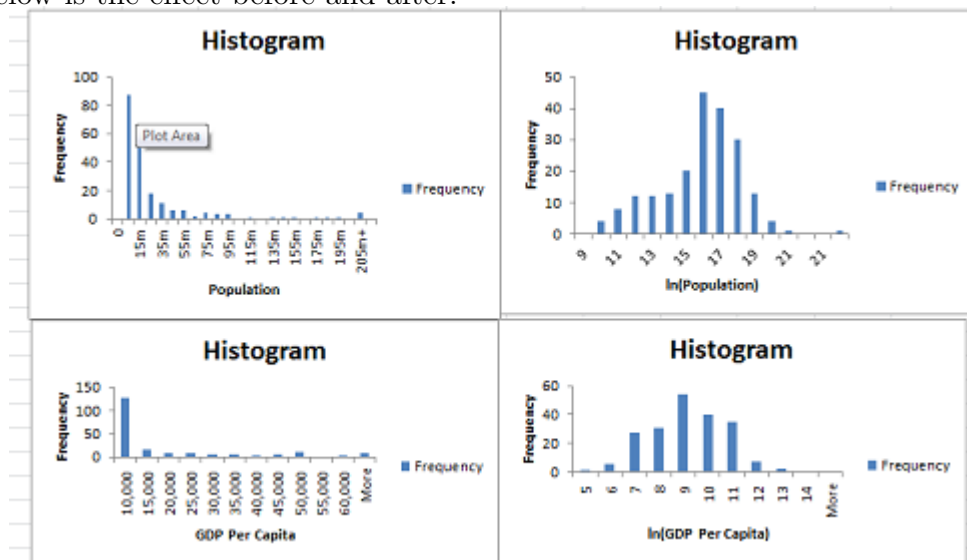 elow is the effect before and after.
Histogram
100
80
60
40
20
0
Frequency
Plot Area
Frequency
0 15m 35m 55m 75m 95m 115m 135m 155m 175m 195m 205m+
Population
Histogram
50
40
30
20
10
0
Frequency
Frequency
9 11 13 15 17 19 21 21
ln(Population)
Histogram
150
100
50
0
Frequency
Frequency
10,000 15,000 20,000 25,000 30,000 35,000 40,000 45,000 50,000 55,000 60,000 More
GDP Per Capita
Histogram
60
40
20
0
Frequency
Frequency
5 6 7 8 9 10 11 12 13 14 More
ln(GDP Per Capita)